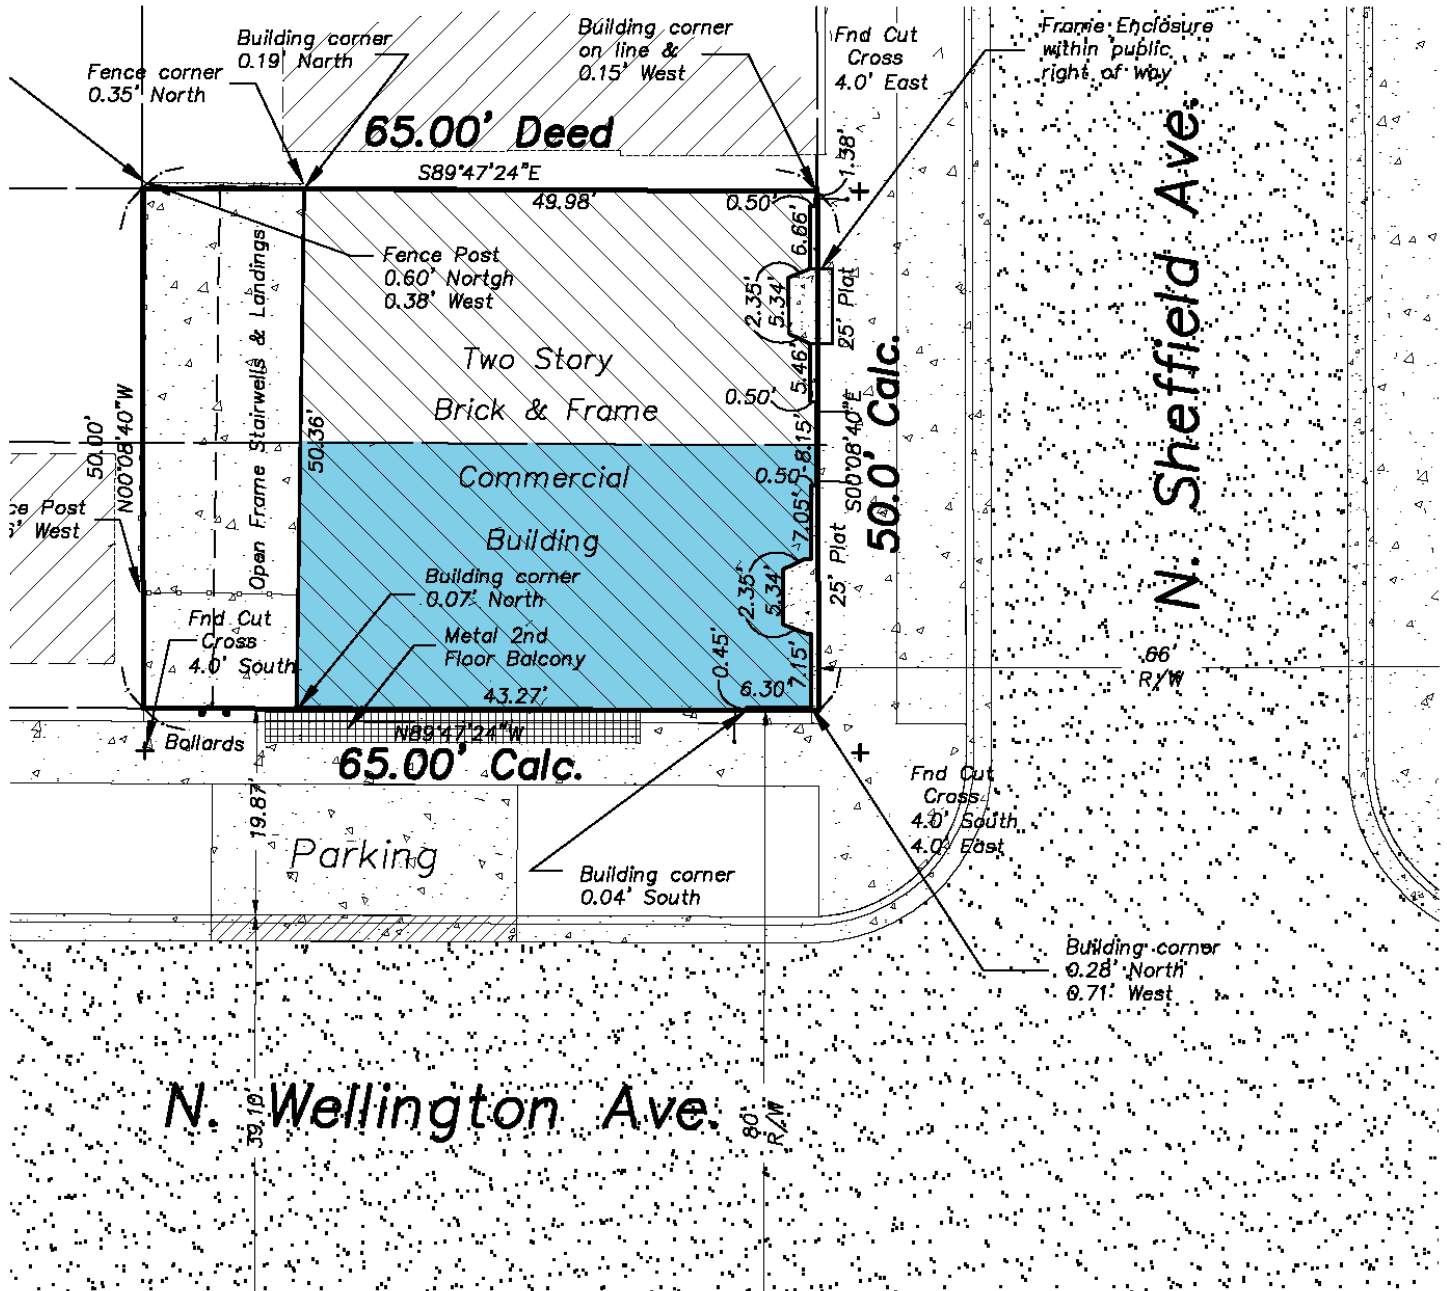 Building corner
0.19' North
Fence corner
0.35' North
Building corner
on line &
0.15' West
Fnd Cut
Cross
4.0' East
Frame Enclosure
within public
right of way
65.00' Deed
S89°47'24"E
49.98'
1.38'
0.50'
6.66'
Fence Post
0.60' Nortgh
0.38' West
2.35'
5.34'
25' Plat
Two Story
Brick & Frame
Commercial
Building
5.46'
0.50'
8.15'
0.50'
7.05'
S00°08'40"E
50.0' Calc.
N. Sheffield Ave.
Open Frame Stairwells & Landings
50.36'
50.00'
N00°08'40"W
ce Post
' West
Building corner
0.07' North
2.35'
5.34'
25' Plat
Fnd Cut
Cross
4.0' South
Metal 2nd
Floor Balcony
0.45'
7.15'
6.30'
43.27'
66'
R/W
Bollards
N89°47'24"W
65.00' Calc.
Fnd Cut
Cross
4.0' South
4.0' East
19.87'
Parking
Building corner
0.04' South
Building corner
0.28' North
0.71' West
N. Wellington Ave.
39.10'
80'
R/W